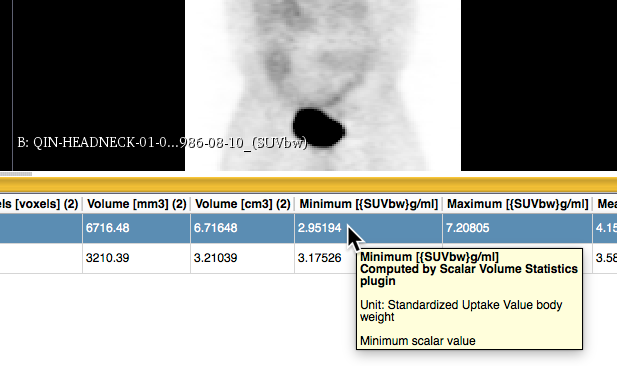 B: QIN-HEADNECK-01-0...986-08-10_(SUVbw)
ls [voxels] (2) Volume [mm3] (2) Volume [cm3] (2) Minimum [{SUVbw}g/ml] Maximum [{SUVbw}g/ml] Mea
6716.48 6.71648 2.95194 7.20805 4.15
3210.39 3.21039 3.17526 3.58
Minimum [{SUVbw}g/ml]
Computed by Scalar Volume Statistics
plugin
Unit: Standardized Uptake Value body
weight
Minimum scalar value